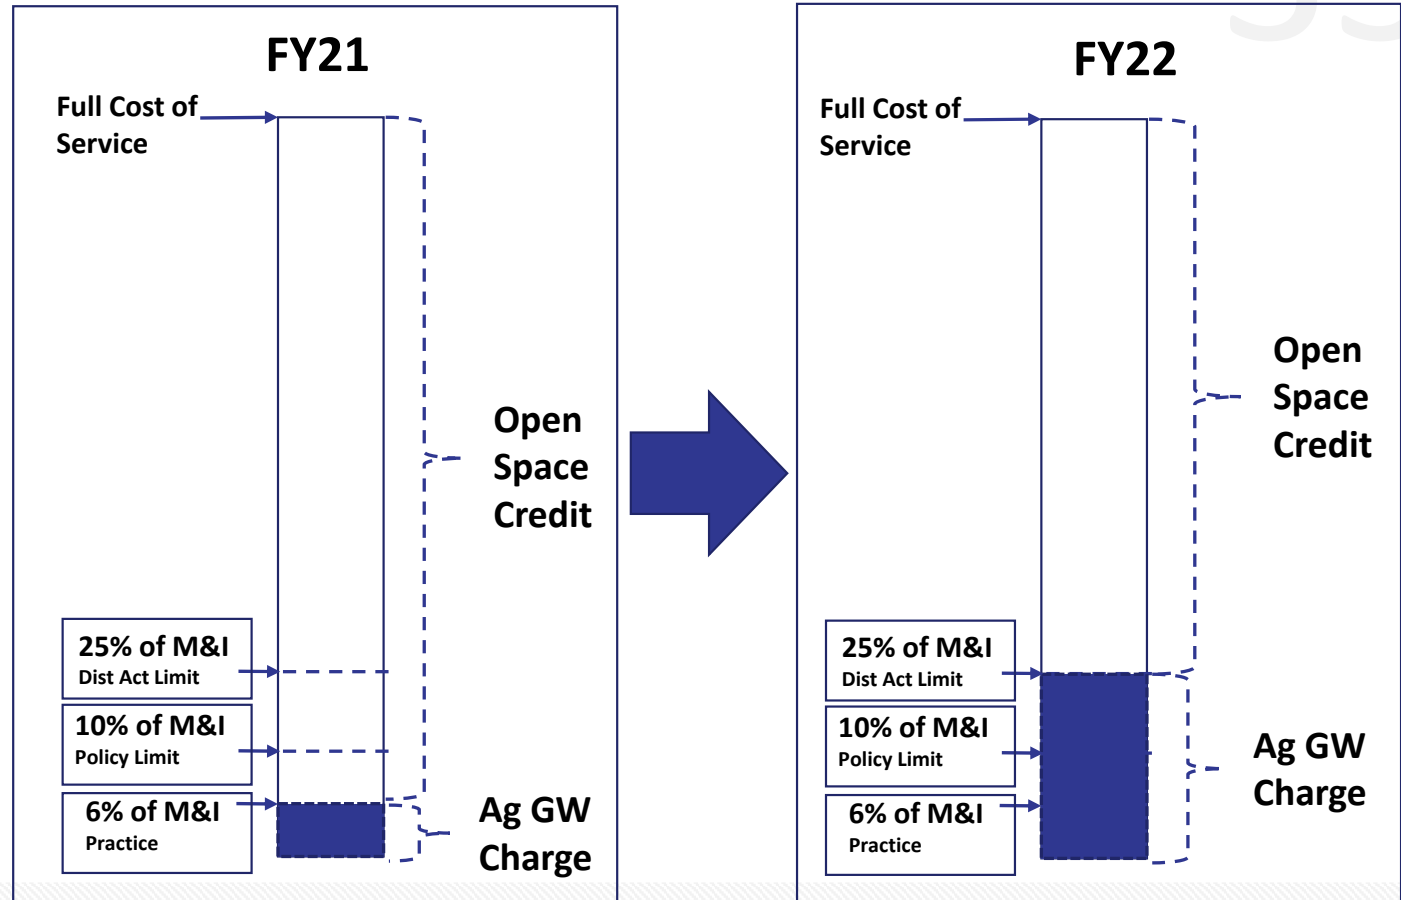 FY21
Full Cost of
Service
Open
Space
Credit
25% of M&I
Dist Act Limit
10% of M&I
Policy Limit
6% of M&I
Practice
Ag GW
Charge
FY22
Full Cost of
Service
Open
Space
Credit
25% of M&I
Dist Act Limit
10% of M&I
Policy Limit
6% of M&I
Practice
Ag GW
Charge